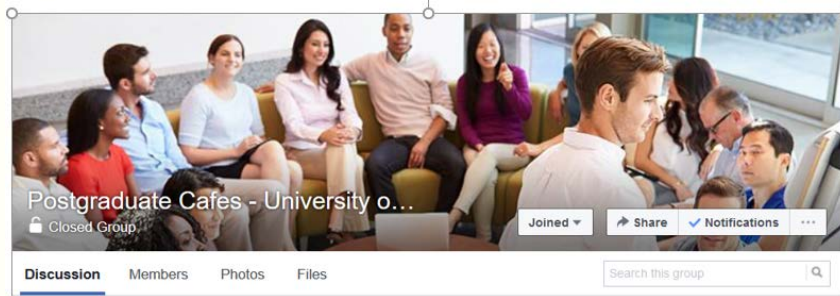 Postgraduate Cafes - University o...
Closed Group
Joined Share Notifications ...
Discussion Members Photos Files Search this group